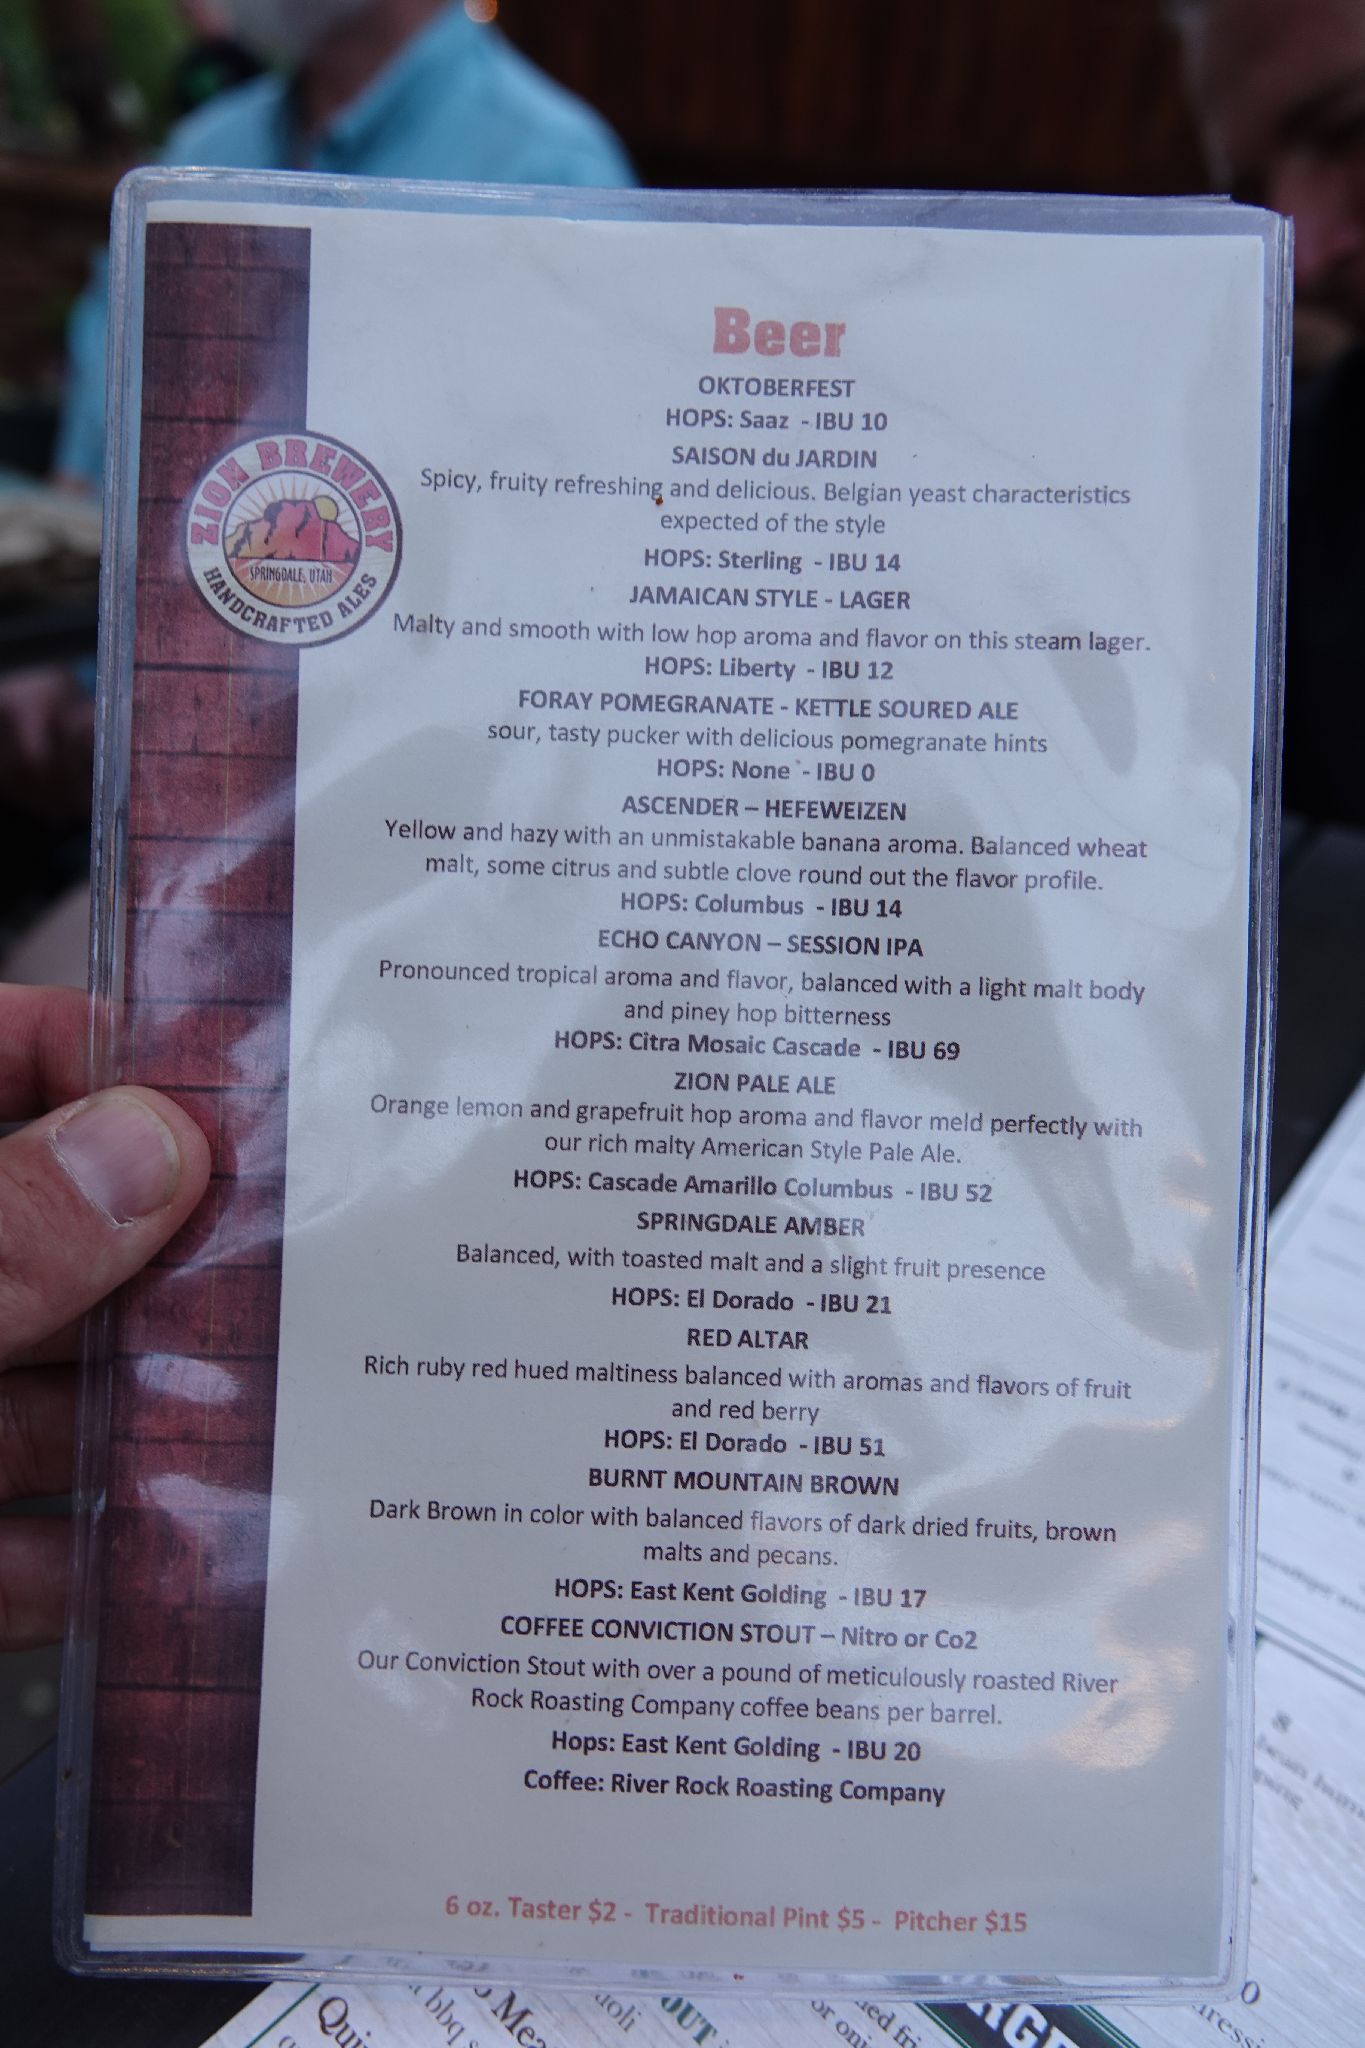 Beer
OKTOBERFEST
HOPS: Saaz - IBU 10
SAISON du JARDIN
Spicy, fruity refreshing and delicious. Belgian yeast characteristics
expected of the style
HOPS: Sterling - IBU 14
JAMAICAN STYLE - LAGER
Malty and smooth with low hop aroma and flavor on this steam lager.
HOPS: Liberty - IBU 12
FORAY POMEGRANATE - KETTLE SOURED ALE
sour, tasty pucker with delicious pomegranate hints
HOPS: None - IBU 0
ASCENDER – HEFEWEIZEN
Yellow and hazy with an unmistakable banana aroma. Balanced wheat
malt, some citrus and subtle clove round out the flavor profile.
HOPS: Columbus - IBU 14
ECHO CANYON – SESSION IPA
Pronounced tropical aroma and flavor, balanced with a light malt body
and piney hop bitterness
HOPS: Citra Mosaic Cascade - IBU 69
ZION PALE ALE
Orange lemon and grapefruit hop aroma and flavor meld perfectly with
our rich malty American Style Pale Ale.
HOPS: Cascade Amarillo Columbus - IBU 52
SPRINGDALE AMBER
Balanced, with toasted malt and a slight fruit presence
HOPS: El Dorado - IBU 21
RED ALTAR
Rich ruby red hued maltiness balanced with aromas and flavors of fruit
and red berry
HOPS: El Dorado - IBU 51
BURNT MOUNTAIN BROWN
Dark Brown in color with balanced flavors of dark dried fruits, brown
malts and pecans.
HOPS: East Kent Golding - IBU 17
COFFEE CONVICTION STOUT – Nitro or Co2
Our Conviction Stout with over a pound of meticulously roasted River
Rock Roasting Company coffee beans per barrel.
Hops: East Kent Golding - IBU 20
Coffee: River Rock Roasting Company
6 oz. Taster $2 - Traditional Pint $5 - Pitcher $15
ZION BREWERY
SPRINGDALE, UTAH
HANDCRAFTED ALES
bbq